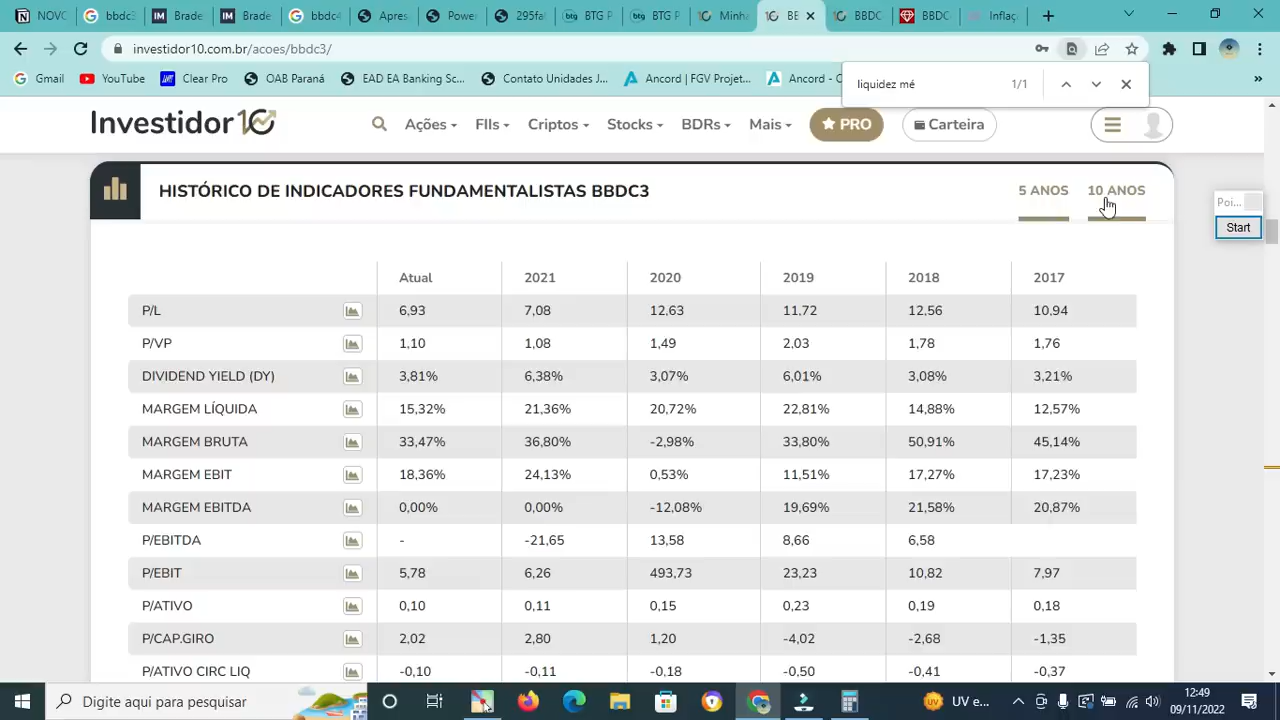 NOVC
bbdc3
Brade
Brade
bbdc4
Apres
Power
295fat
BTG P
BTG P
Minha
BB
BBDC
BBDC
Inflaç
investidor10.com.br/acoes/bbdc3/
Gmail
YouTube
Clear Pro
OAB Paraná
EAD EA Banking Sc...
Contato Unidades J...
Ancord | FGV Projet...
Ancord - G
»
liquidez mé 1/1
Investidor 10
Ações
FIIs
Criptos
Stocks
BDRs
Mais
PRO
Carteira
HISTÓRICO DE INDICADORES FUNDAMENTALISTAS BBDC3
5 ANOS
10 ANOS
Poi...
Start
Atual 2021 2020 2019 2018 2017
P/L 6,93 7,08 12,63 11,72 12,56 10,94
P/VP 1,10 1,08 1,49 2,03 1,78 1,76
DIVIDEND YIELD (DY) 3,81% 6,38% 3,07% 6,01% 3,08% 3,21%
MARGEM LÍQUIDA 15,32% 21,36% 20,72% 22,81% 14,88% 12,57%
MARGEM BRUTA 33,47% 36,80% -2,98% 33,80% 50,91% 45,14%
MARGEM EBIT 18,36% 24,13% 0,53% 11,51% 17,27% 17,23%
MARGEM EBITDA 0,00% 0,00% -12,08% 19,69% 21,58% 20,87%
P/EBITDA - -21,65 13,58 8,66 6,58
P/EBIT 5,78 6,26 493,73 23,23 10,82 7,97
P/ATIVO 0,10 0,11 0,15 0,23 0,19 0,18
P/CAP.GIRO 2,02 2,80 1,20 -4,02 -2,68 -1,35
P/ATIVO CIRC LIQ -0,10 -0,11 -0,18 -0,50 -0,41 -0,37
Digite aqui para pesquisar
UV e...
12:49
09/11/2022